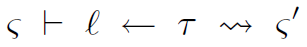 ς ⊢ ℓ ← τ ⇝ ς′